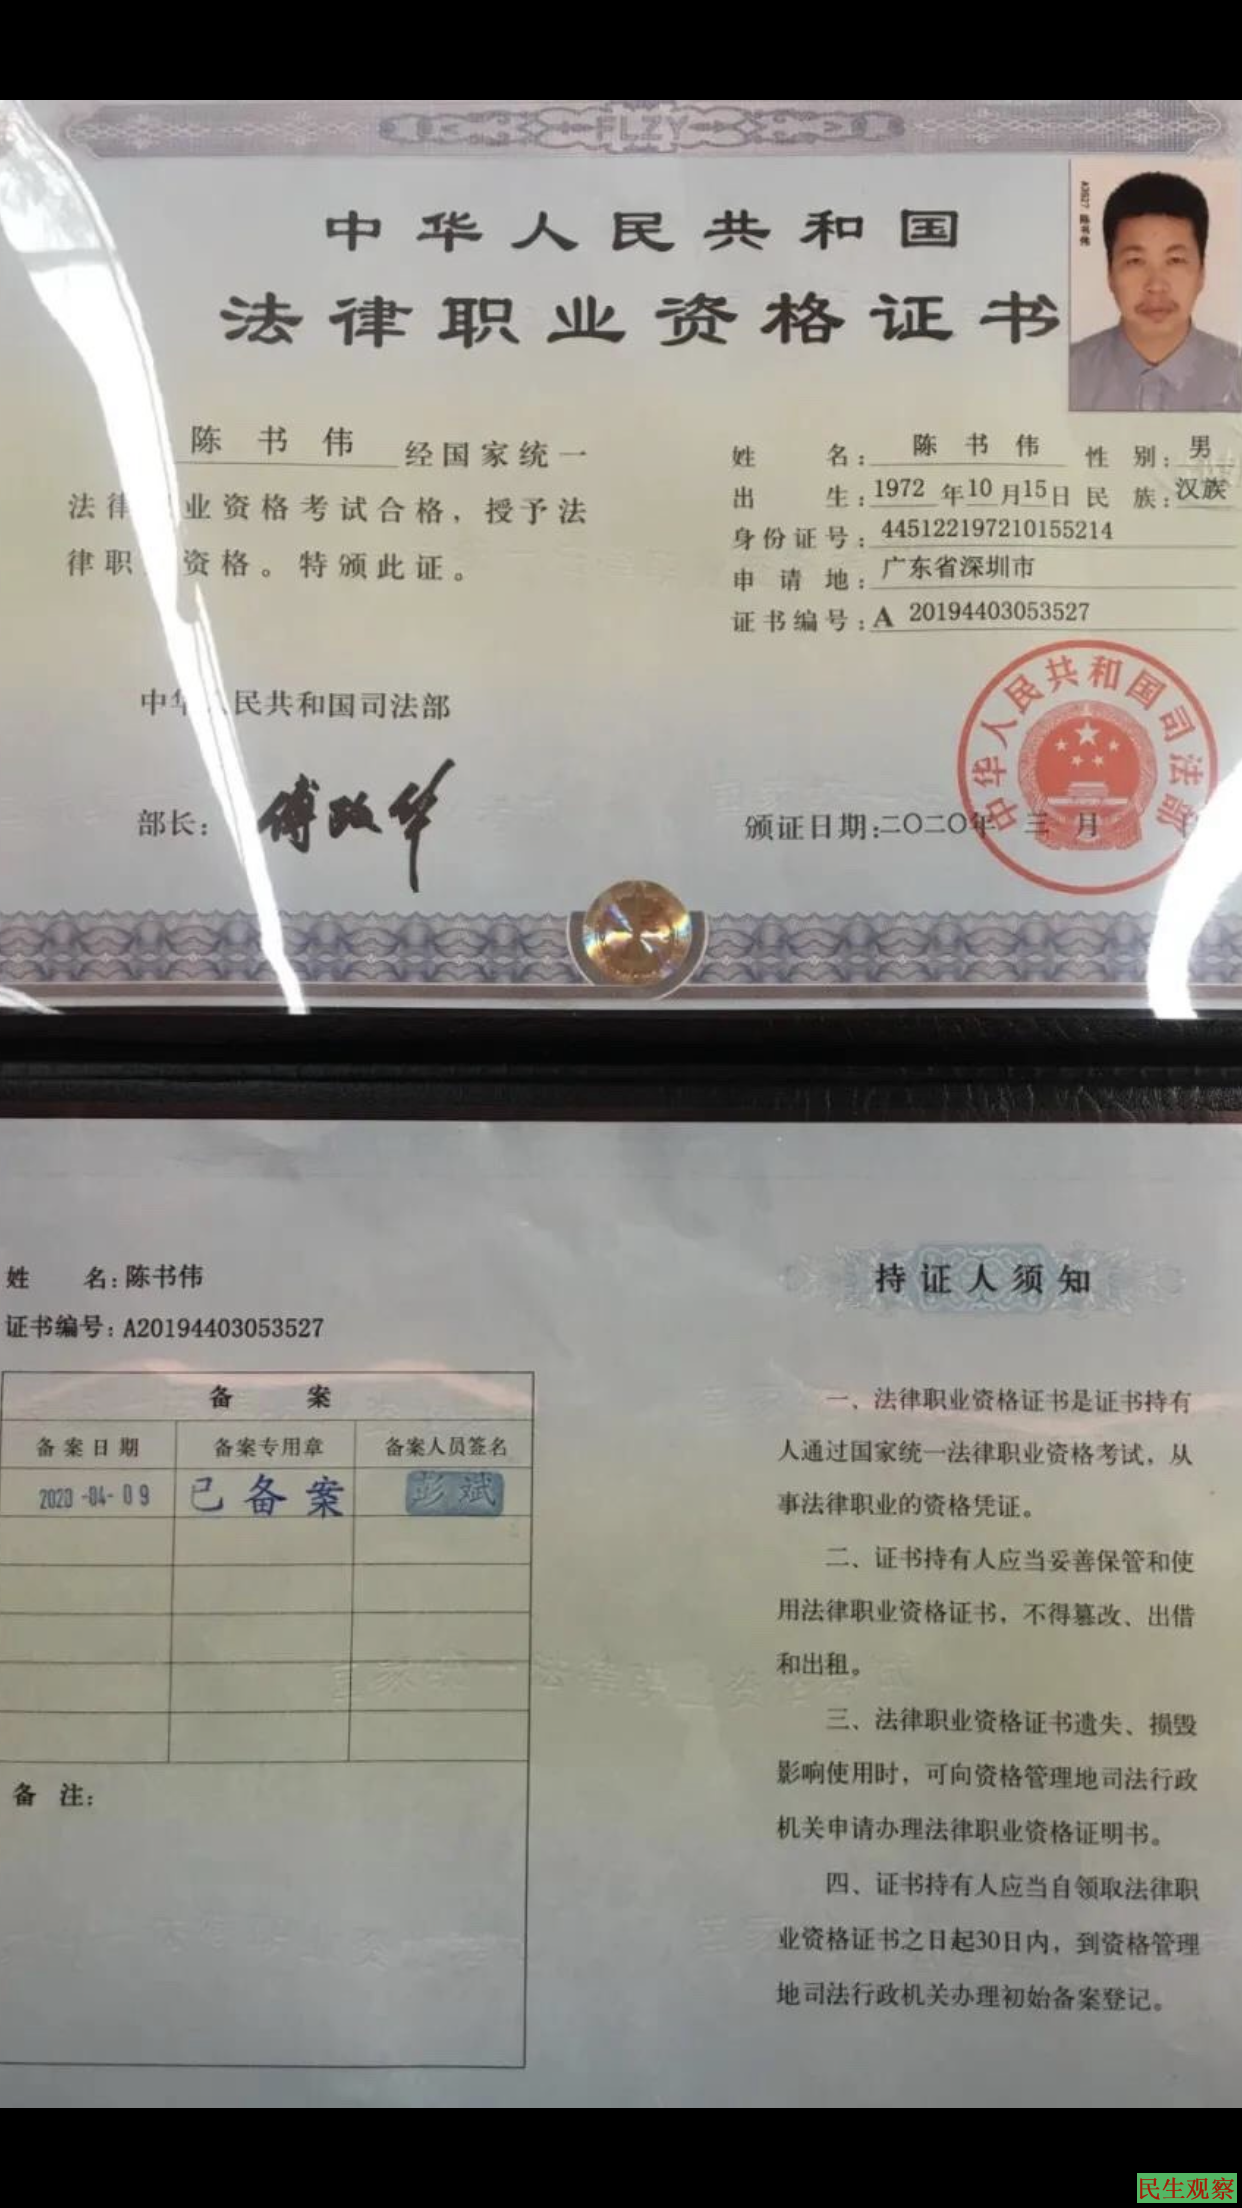 FLZY
中华人民共和国
法律职业资格证书
A3527 陈书伟
陈书伟 经国家统一
法律 业资格考试合格，授予法
律职 资格。特颁此证。
姓名：陈书伟 性别：男
出生：1972年10月15日 民族：汉族
身份证号：445122197210155214
申请地：广东省深圳市
证书编号：A 20194403053527
中华人民共和国司法部
部长：傅政华
颁证日期：二〇二〇年 三 月
中华人民共和国司法部
姓名：陈书伟
证书编号：A20194403053527
备案
备案日期 备案专用章 备案人员签名
2020-04-09 已备案 彭斌
备注：
持证人须知
一、法律职业资格证书是证书持有
人通过国家统一法律职业资格考试，从
事法律职业的资格凭证。
二、证书持有人应当妥善保管和使
用法律职业资格证书，不得篡改、出借
和出租。
三、法律职业资格证书遗失、损毁
影响使用时，可向资格管理地司法行政
机关申请办理法律职业资格证明书。
四、证书持有人应当自领取法律职
业资格证书之日起30日内，到资格管理
地司法行政机关办理初始备案登记。
民生观察